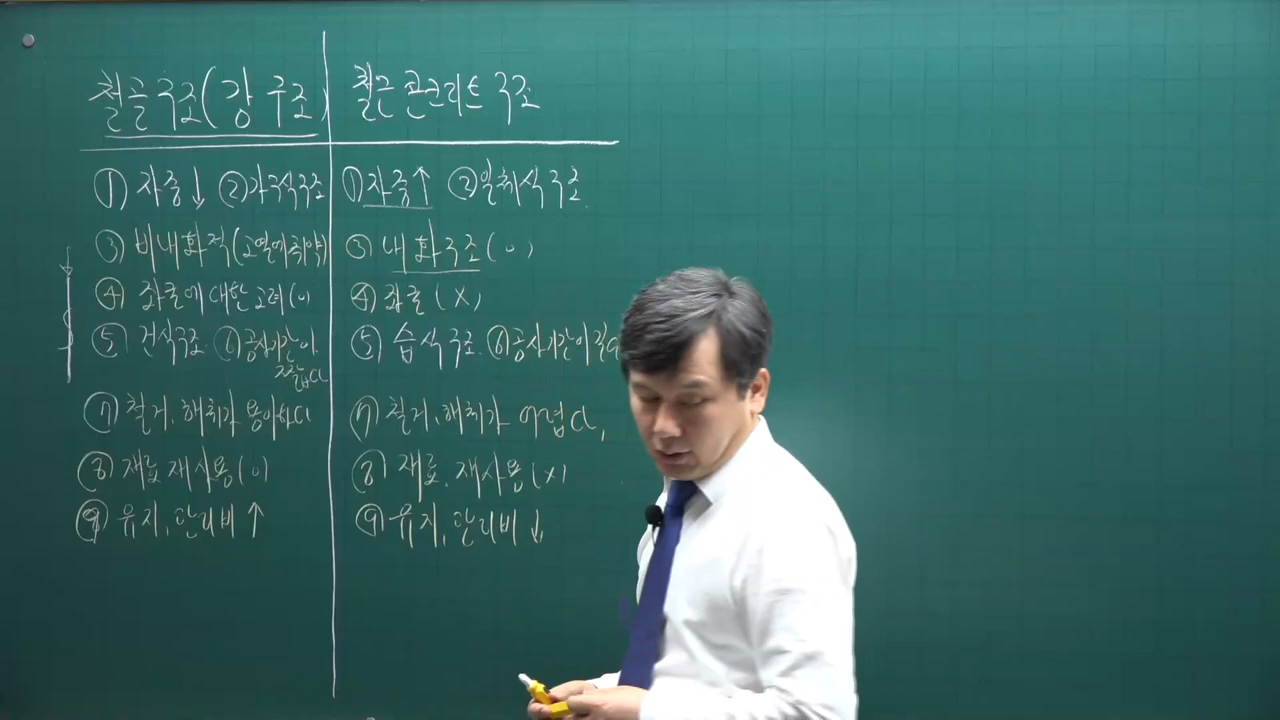 철골구조(강구조)
① 자중↓ ② 가구식구조
③ 비내화적(고열에취약)
④ 좌굴에 대한 고려(O)
⑤ 건식구조. ⑥ 공사기간이
짧다
⑦ 철거, 해체가 용이하다
⑧ 재료 재사용(O)
⑨ 유지, 관리비 ↑
철근콘크리트 구조
① 자중↑ ② 일체식구조.
③ 내화구조(O)
④ 좌굴(X)
⑤ 습식구조. ⑥ 공사기간이 길다
⑦ 철거, 해체가 어렵다.
⑧ 재료. 재사용(X)
⑨ 유지, 관리비 ↓